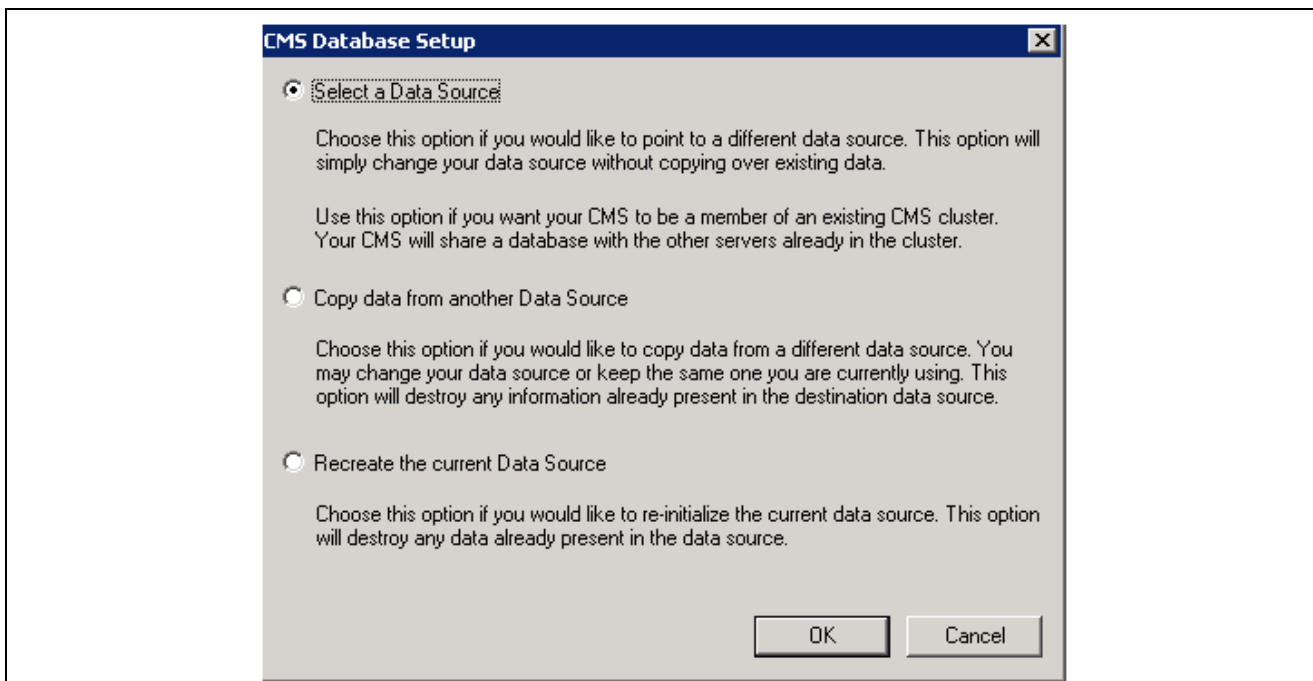 CMS Database Setup
Select a Data Source
Choose this option if you would like to point to a different data source. This option will
simply change your data source without copying over existing data.
Use this option if you want your CMS to be a member of an existing CMS cluster.
Your CMS will share a database with the other servers already in the cluster.
Copy data from another Data Source
Choose this option if you would like to copy data from a different data source. You
may change your data source or keep the same one you are currently using. This
option will destroy any information already present in the destination data source.
Recreate the current Data Source
Choose this option if you would like to re-initialize the current data source. This option
will destroy any data already present in the data source.
OK Cancel